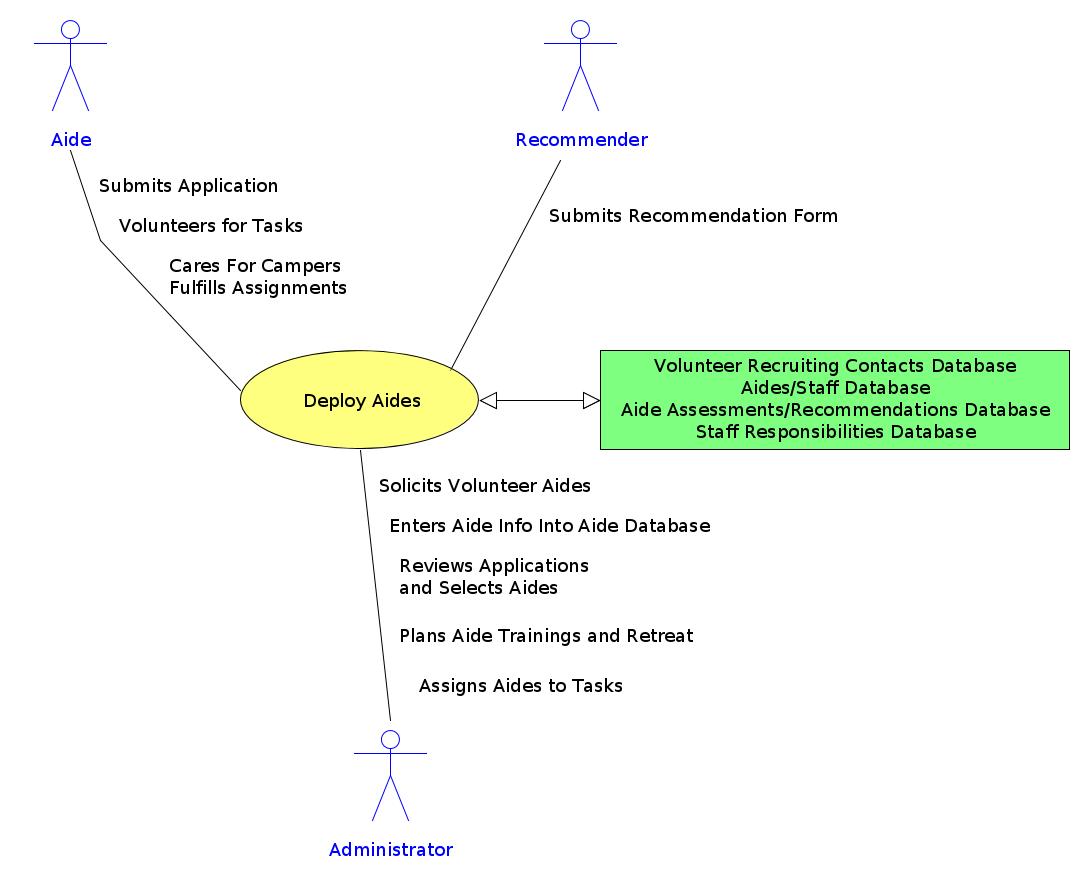 Aide
Recommender
Submits Application
Volunteers for Tasks
Cares For Campers
Fulfills Assignments
Submits Recommendation Form
Deploy Aides
Volunteer Recruiting Contacts Database
Aides/Staff Database
Aide Assessments/Recommendations Database
Staff Responsibilities Database
Solicits Volunteer Aides
Enters Aide Info Into Aide Database
Reviews Applications
and Selects Aides
Plans Aide Trainings and Retreat
Assigns Aides to Tasks
Administrator